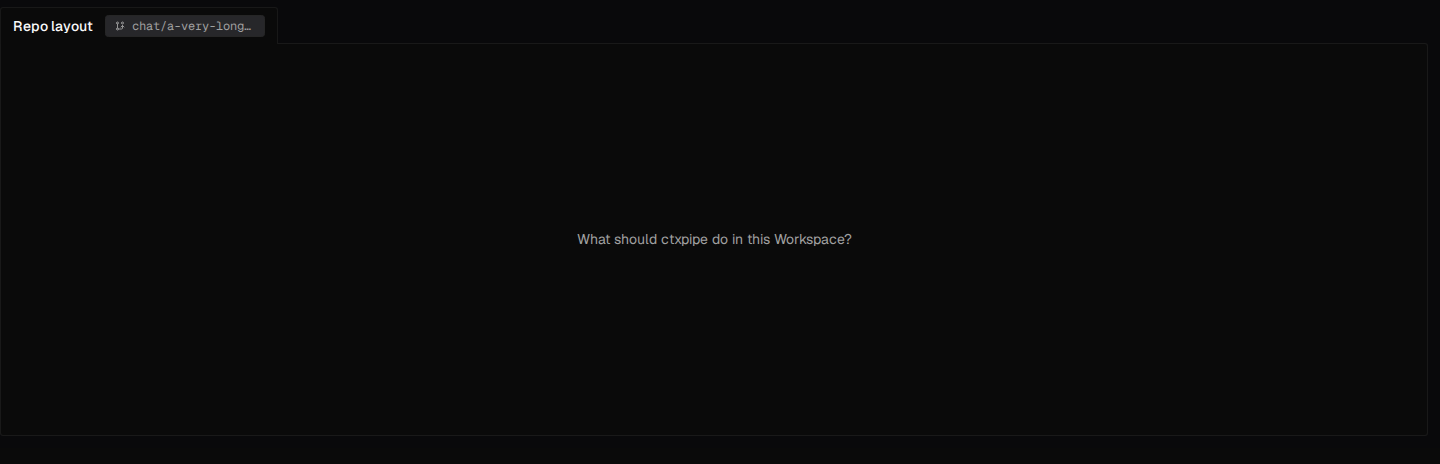 Repo layout
chat/a-very-long…
What should ctxpipe do in this Workspace?